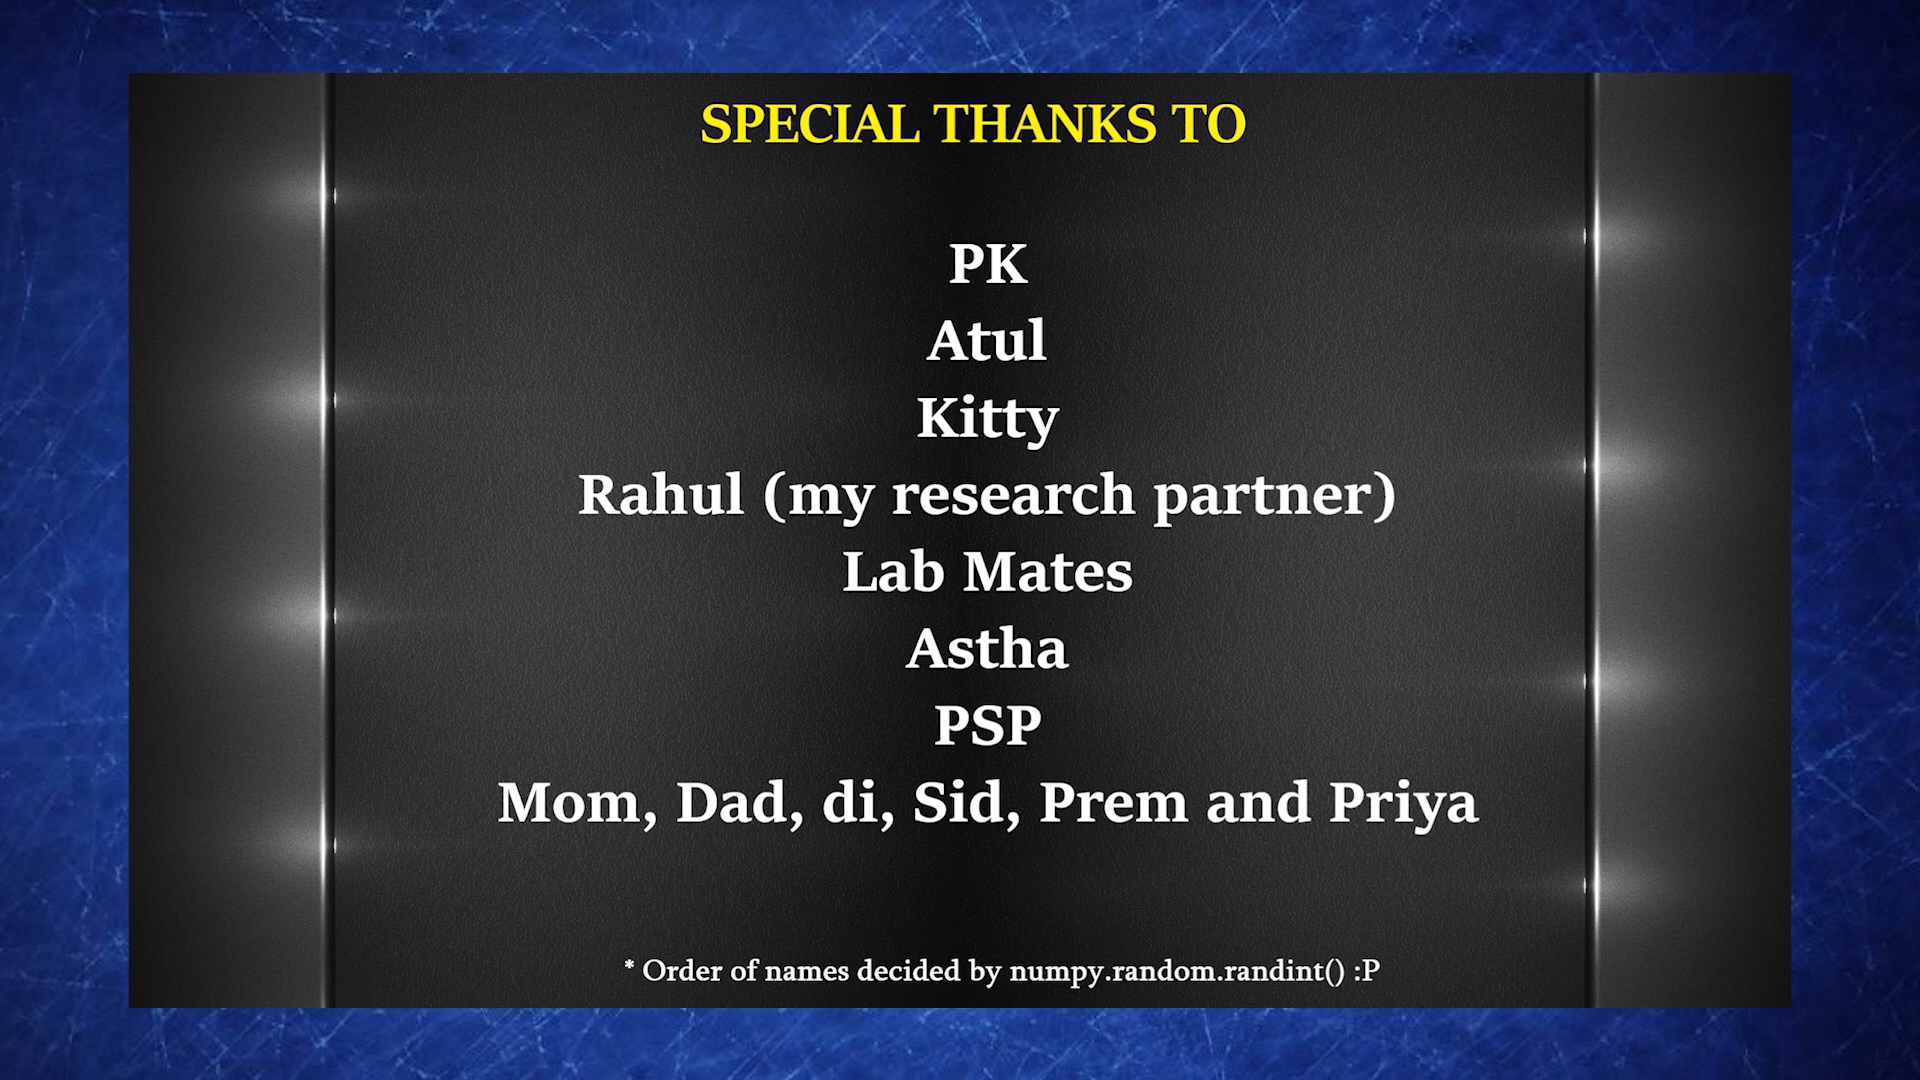 SPECIAL THANKS TO
PK
Atul
Kitty
Rahul (my research partner)
Lab Mates
Astha
PSP
Mom, Dad, di, Sid, Prem and Priya
* Order of names decided by numpy.random.randint() :P